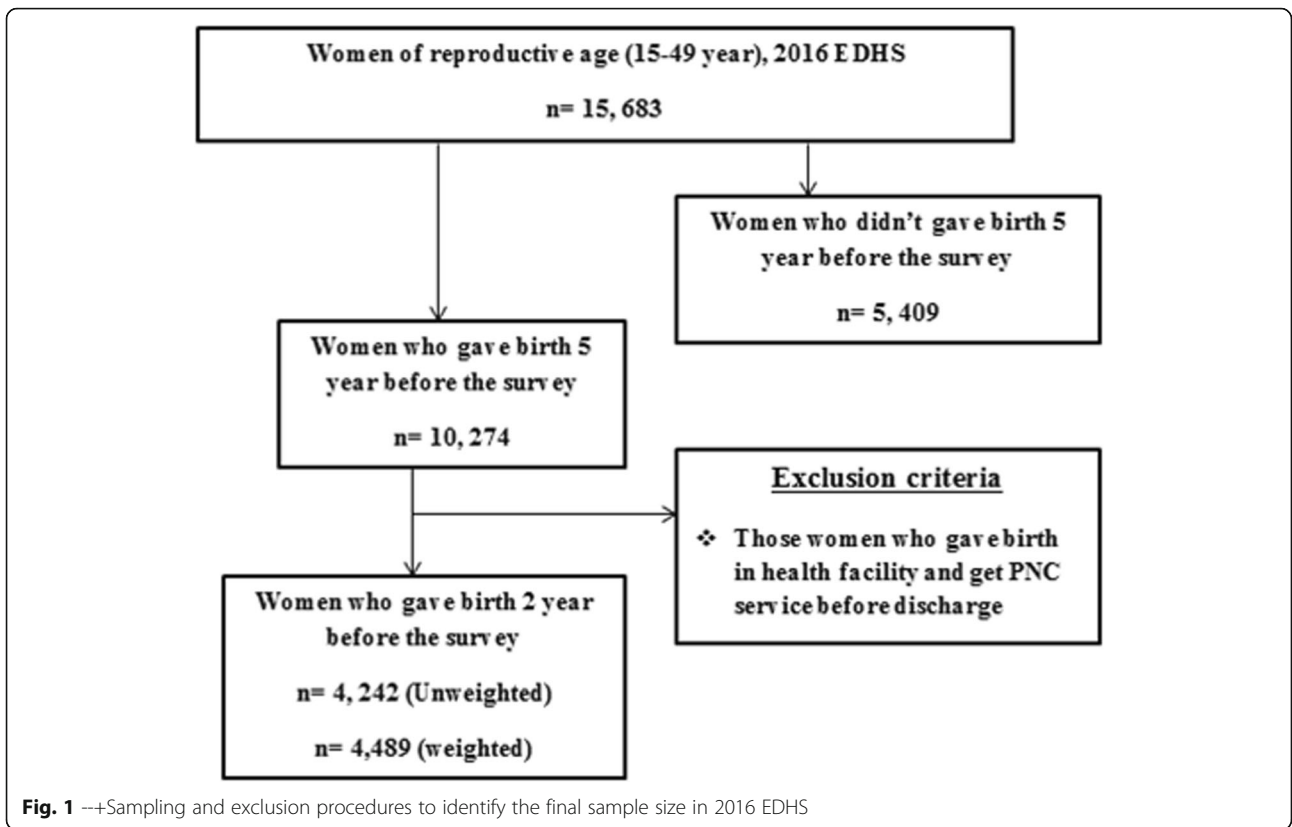 Women of reproductive age (15-49 year), 2016 EDHS
n= 15, 683
Women who didn't gave birth 5
year before the survey
n= 5, 409
Women who gave birth 5
year before the survey
n= 10, 274
Exclusion criteria
❖ Those women who gave birth
in health facility and get PNC
service before discharge
Women who gave birth 2 year
before the survey
n= 4, 242 (Unweighted)
n= 4,489 (weighted)
Fig. 1 --+Sampling and exclusion procedures to identify the final sample size in 2016 EDHS